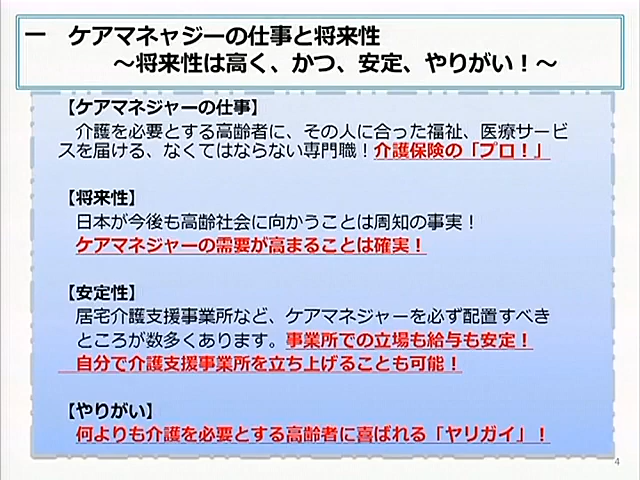 一　ケアマネャジーの仕事と将来性
～将来性は高く、かつ、安定、やりがい！～
【ケアマネジャーの仕事】
介護を必要とする高齢者に、その人に合った福祉、医療サービ
スを届ける、なくてはならない専門職！介護保険の「プロ！」
【将来性】
日本が今後も高齢社会に向かうことは周知の事実！
ケアマネジャーの需要が高まることは確実！
【安定性】
居宅介護支援事業所など、ケアマネジャーを必ず配置すべき
ところが数多くあります。事業所での立場も給与も安定！
自分で介護支援事業所を立ち上げることも可能！
【やりがい】
何よりも介護を必要とする高齢者に喜ばれる「ヤリガイ」！
4